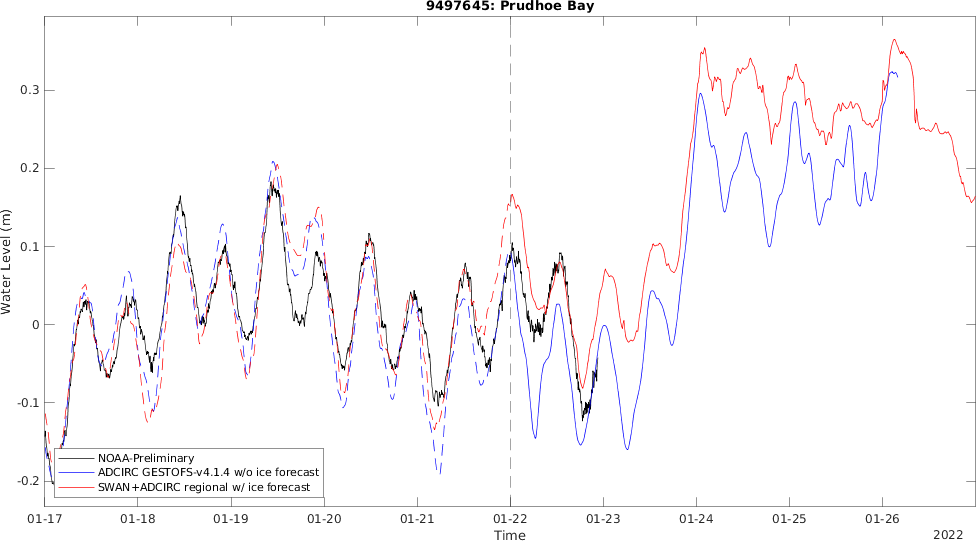 9497645: Prudhoe Bay
Water Level (m)
0.3
0.2
0.1
0
-0.1
-0.2
NOAA-Preliminary
ADCIRC GESTOFS-v4.1.4 w/o ice forecast
SWAN+ADCIRC regional w/ ice forecast
01-17 01-18 01-19 01-20 01-21 01-22 01-23 01-24 01-25 01-26
Time
2022